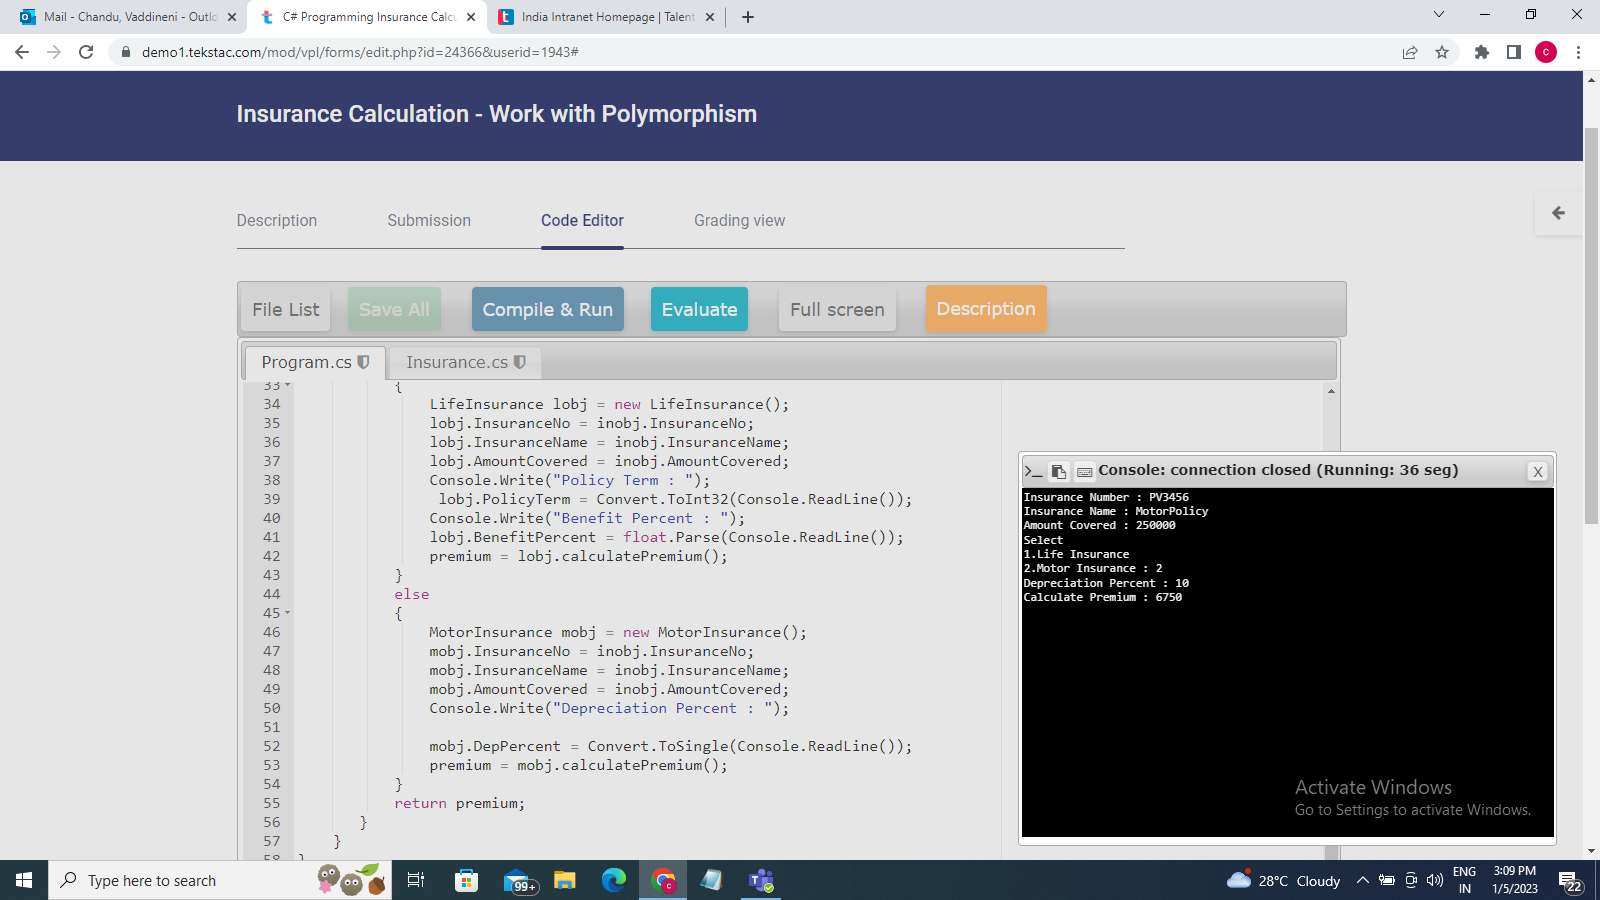 Mail - Chandu, Vaddineni - Outlo
C# Programming Insurance Calcu
India Intranet Homepage | Talent
demo1.tekstac.com/mod/vpl/forms/edit.php?id=24366&userid=1943#
C
Insurance Calculation - Work with Polymorphism
Description
Submission
Code Editor
Grading view
File List
Save All
Compile & Run
Evaluate
Full screen
Description
Program.cs
Insurance.cs
33 {
34 LifeInsurance lobj = new LifeInsurance();
35 lobj.InsuranceNo = inobj.InsuranceNo;
36 lobj.InsuranceName = inobj.InsuranceName;
37 lobj.AmountCovered = inobj.AmountCovered;
38 Console.Write("Policy Term : ");
39 lobj.PolicyTerm = Convert.ToInt32(Console.ReadLine());
40 Console.Write("Benefit Percent : ");
41 lobj.BenefitPercent = float.Parse(Console.ReadLine());
42 premium = lobj.calculatePremium();
43 }
44 else
45 {
46 MotorInsurance mobj = new MotorInsurance();
47 mobj.InsuranceNo = inobj.InsuranceNo;
48 mobj.InsuranceName = inobj.InsuranceName;
49 mobj.AmountCovered = inobj.AmountCovered;
50 Console.Write("Depreciation Percent : ");
51
52 mobj.DepPercent = Convert.ToSingle(Console.ReadLine());
53 premium = mobj.calculatePremium();
54 }
55 return premium;
56 }
57 }
58 }
Console: connection closed (Running: 36 seg)
X
Insurance Number : PV3456
Insurance Name : MotorPolicy
Amount Covered : 250000
Select
1.Life Insurance
2.Motor Insurance : 2
Depreciation Percent : 10
Calculate Premium : 6750
Activate Windows
Go to Settings to activate Windows.
Type here to search
99+
28°C Cloudy
ENG
IN
3:09 PM
1/5/2023
22